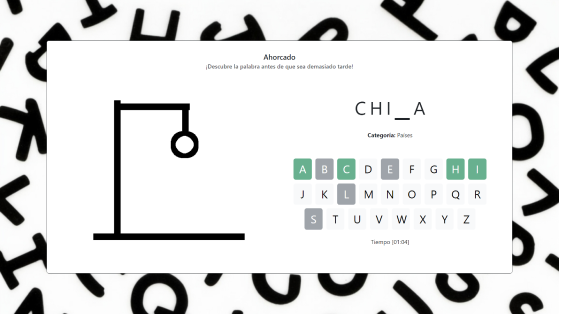 Ahorcado
¡Descubre la palabra antes de que sea demasiado tarde!
CHI_A
Categoría: Países
A B C D E F G H I
J K L M N O P Q R
S T U V W X Y Z
Tiempo [01:04]